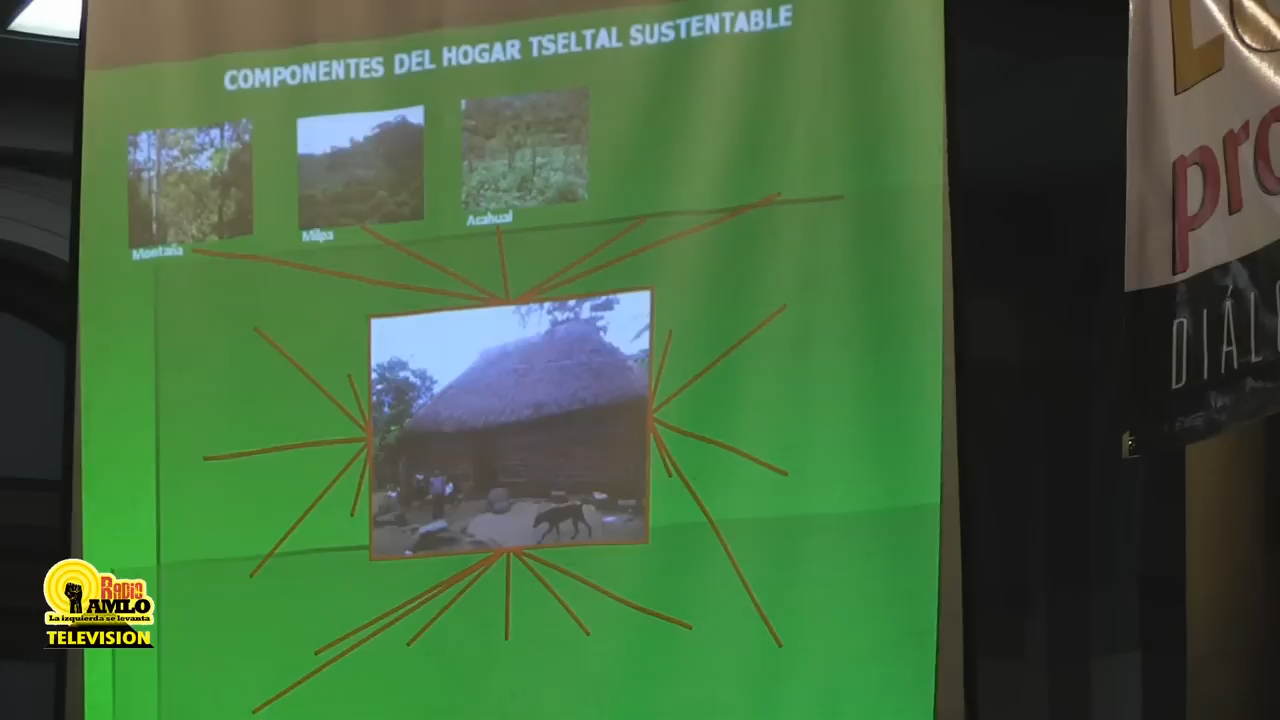 COMPONENTES DEL HOGAR TSELTAL SUSTENTABLE
Montaña
Milpa
Acahual
pro
DIÁL
RADIO
AMLO
La izquierda se levanta
TELEVISION